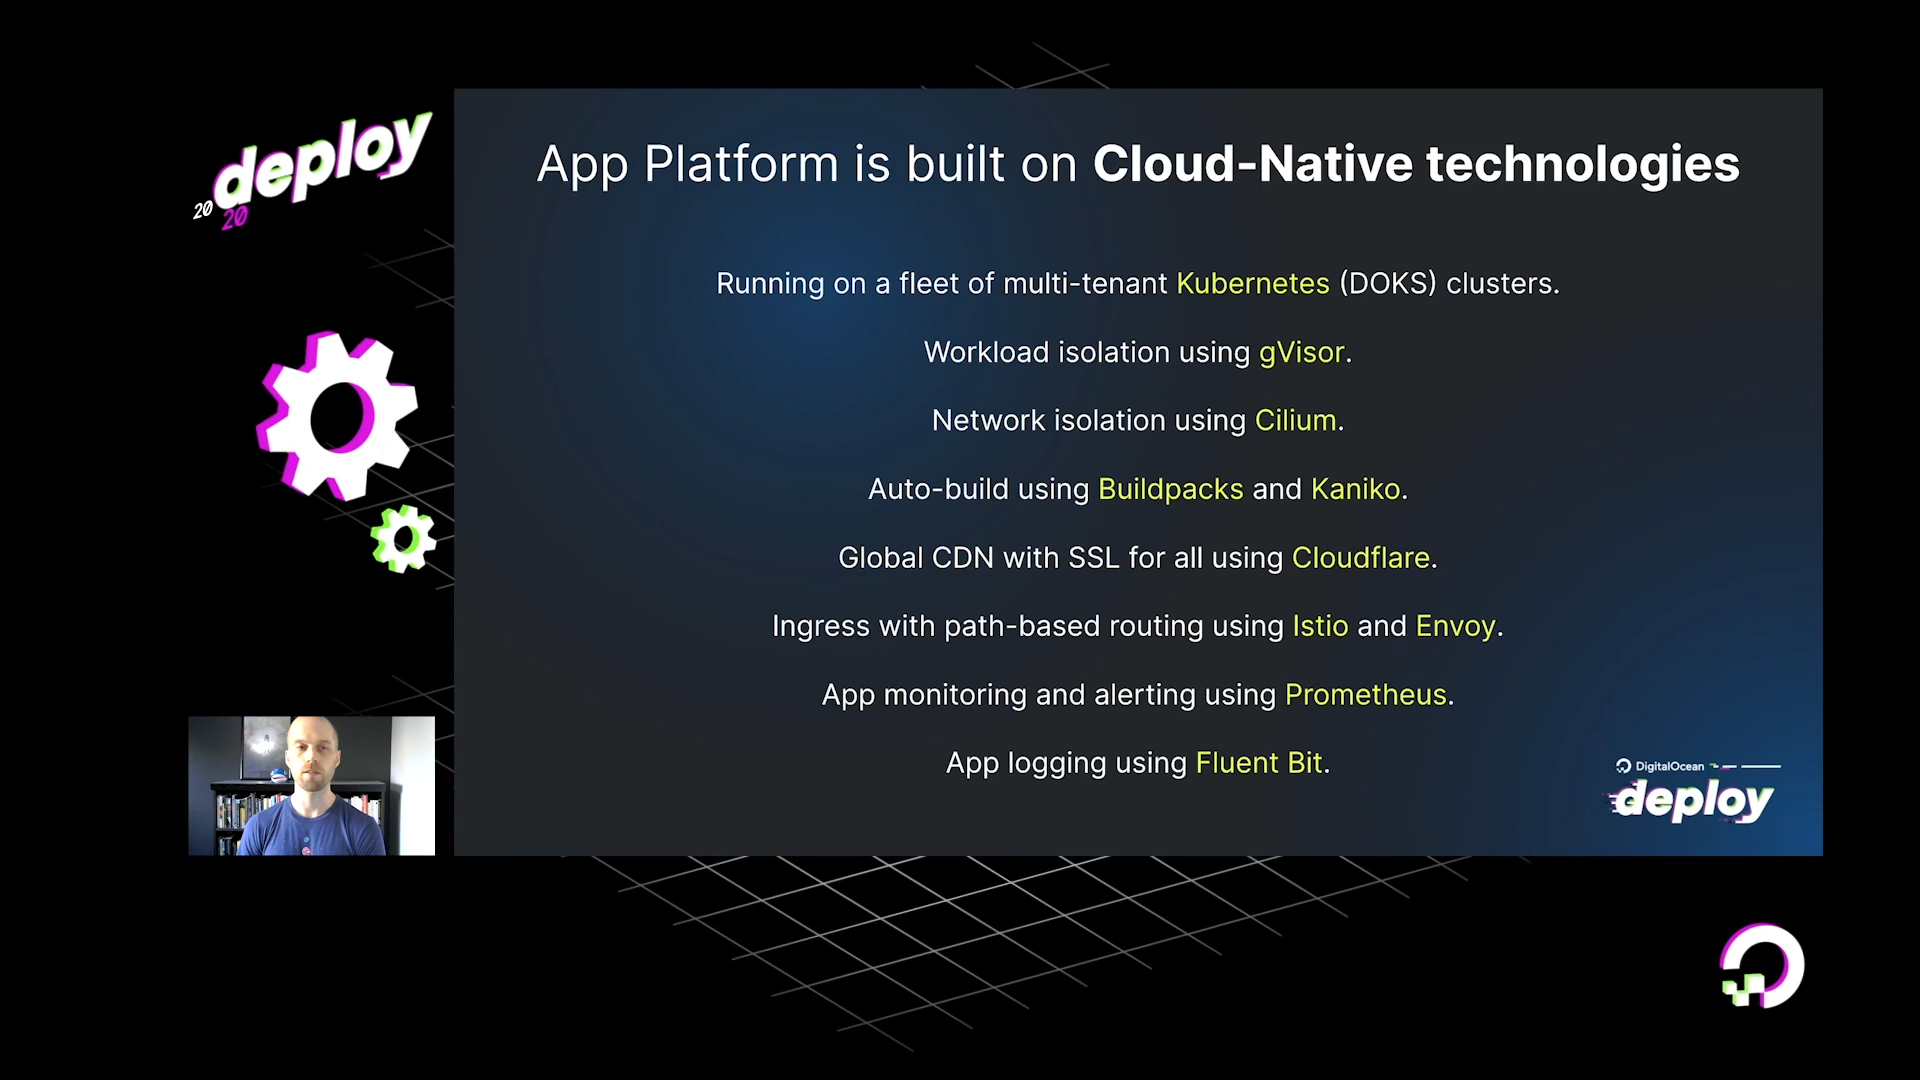 deploy
20
20
App Platform is built on Cloud-Native technologies
Running on a fleet of multi-tenant Kubernetes (DOKS) clusters.
Workload isolation using gVisor.
Network isolation using Cilium.
Auto-build using Buildpacks and Kaniko.
Global CDN with SSL for all using Cloudflare.
Ingress with path-based routing using Istio and Envoy.
App monitoring and alerting using Prometheus.
App logging using Fluent Bit.
DigitalOcean
deploy